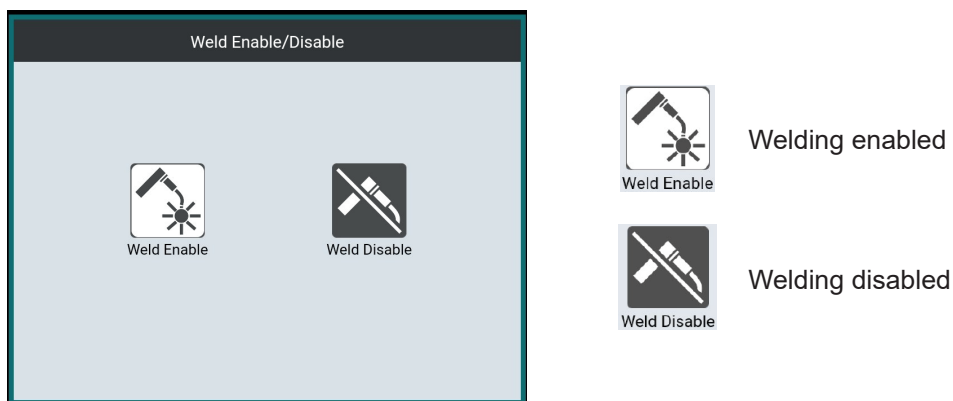 Weld Enable/Disable
Weld Enable
Weld Disable
Weld Enable
Welding enabled
Weld Disable
Welding disabled